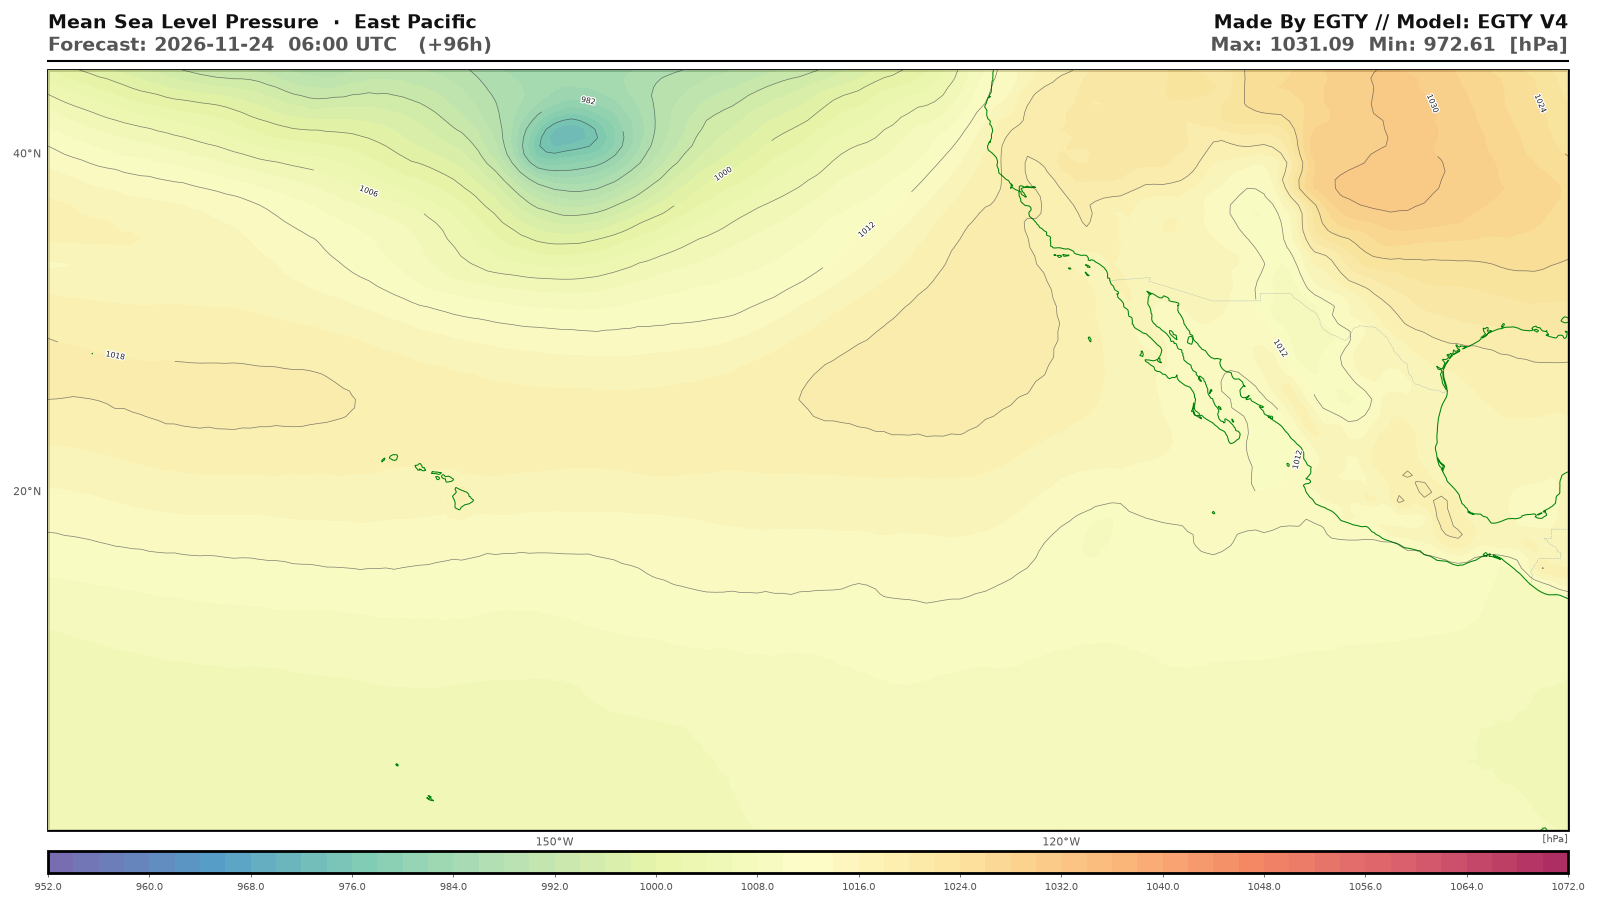 Mean Sea Level Pressure · East Pacific
Made By EGTY // Model: EGTY V4
Forecast: 2026-11-24 06:00 UTC (+96h)
Max: 1031.09 Min: 972.61 [hPa]
982
1030
1024
40°N
1006
1000
1012
1018
1012
1012
20°N
150°W
120°W
[hPa]
952.0 960.0 968.0 976.0 984.0 992.0 1000.0 1008.0 1016.0 1024.0 1032.0 1040.0 1048.0 1056.0 1064.0 1072.0